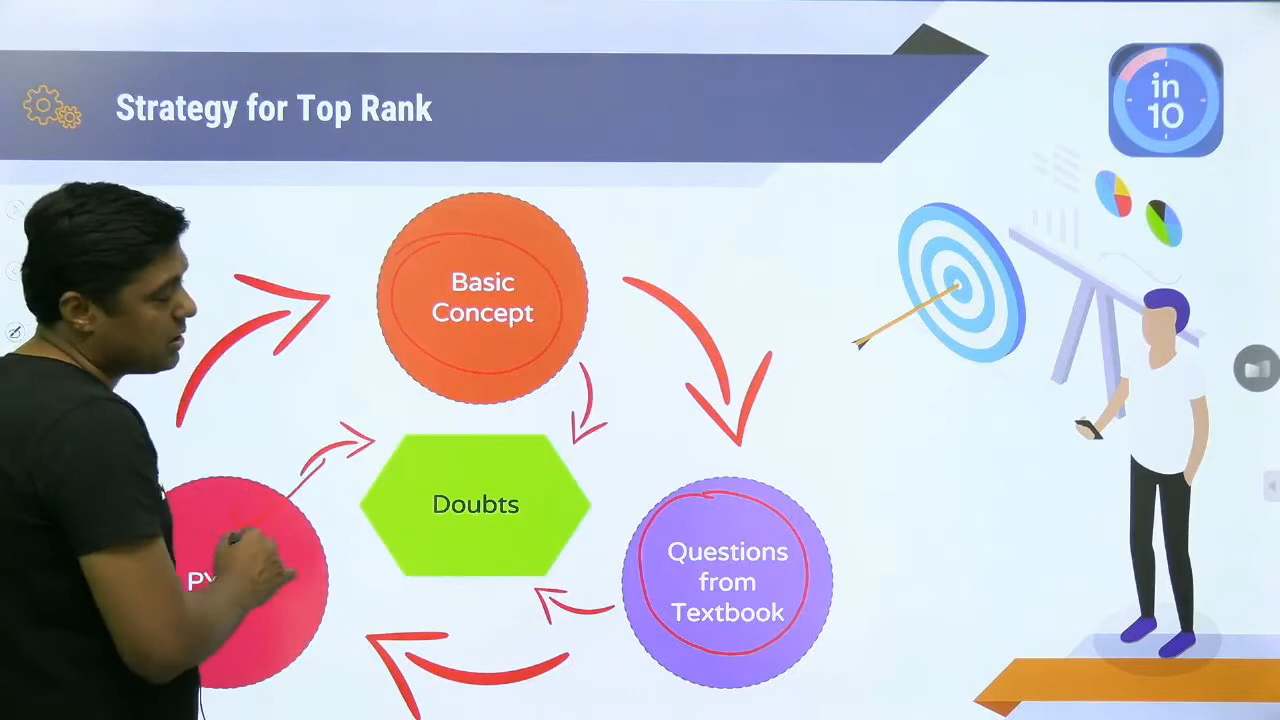 Strategy for Top Rank
in
10
Basic
Concept
Doubts
Questions
from
Textbook